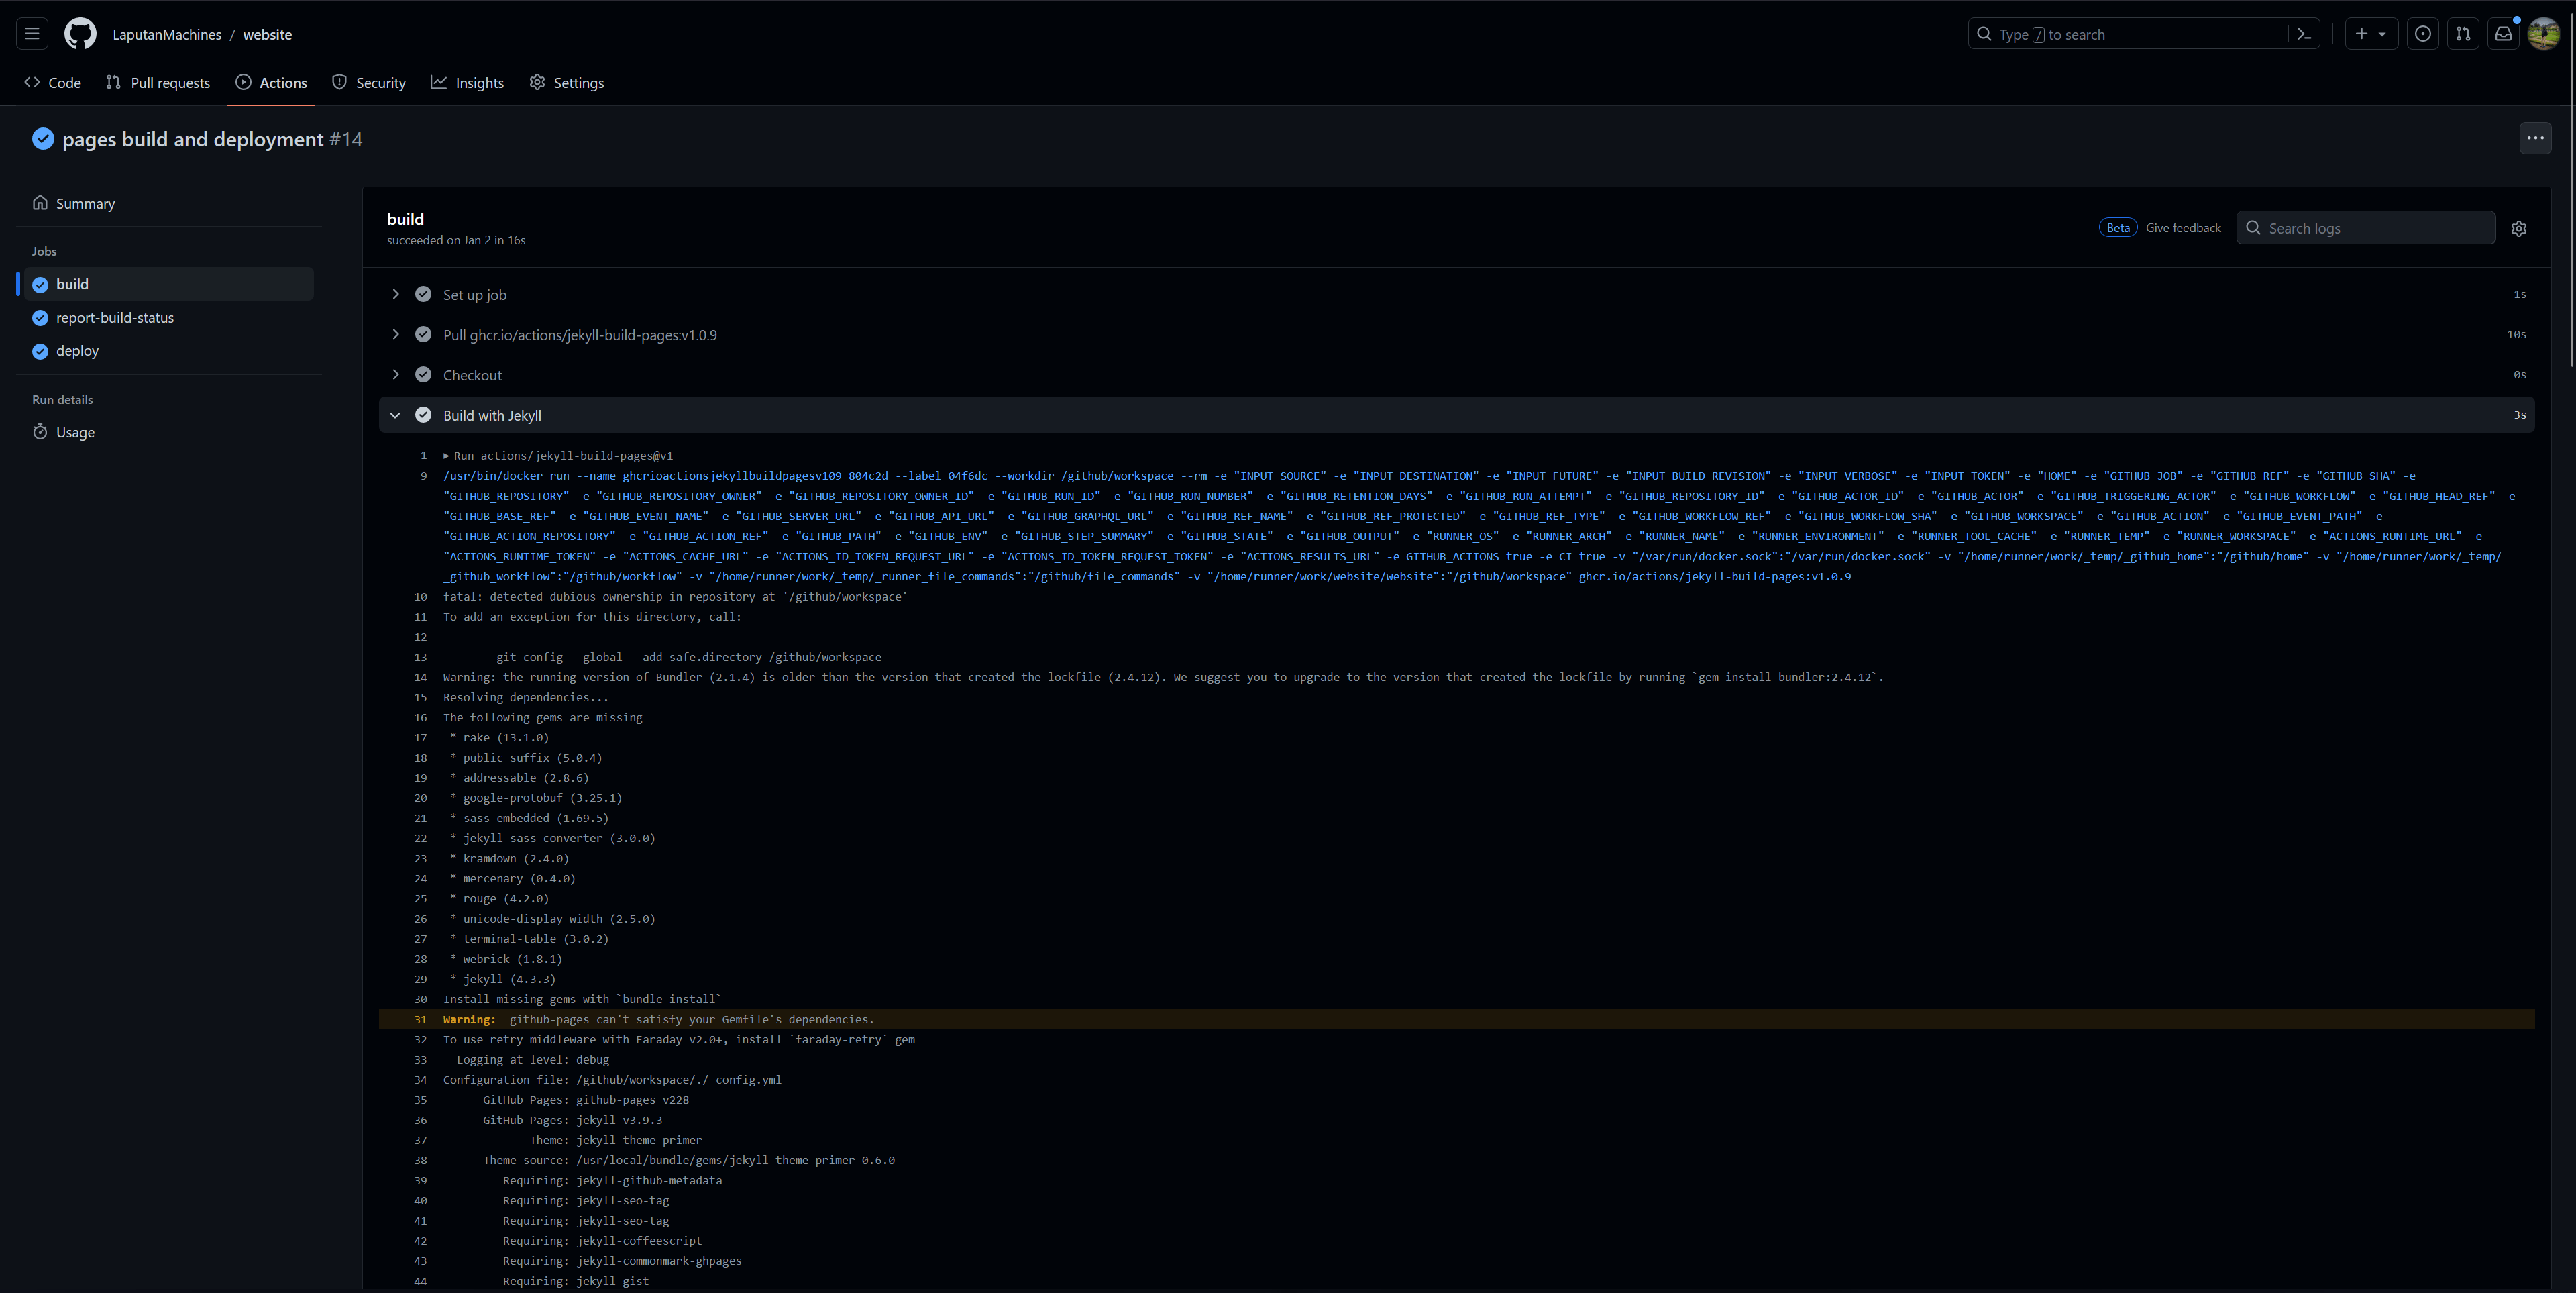 LaputanMachines / website
Type / to search
Code
Pull requests
Actions
Security
Insights
Settings
pages build and deployment #14
Summary
Jobs
build
report-build-status
deploy
Run details
Usage
build
succeeded on Jan 2 in 16s
Beta
Give feedback
Search logs
Set up job
1s
Pull ghcr.io/actions/jekyll-build-pages:v1.0.9
10s
Checkout
0s
Build with Jekyll
3s
1 Run actions/jekyll-build-pages@v1
9 /usr/bin/docker run --name ghcrioactionsjekyllbuildpagesv109_804c2d --label 04f6dc --workdir /github/workspace --rm -e "INPUT_SOURCE" -e "INPUT_DESTINATION" -e "INPUT_FUTURE" -e "INPUT_BUILD_REVISION" -e "INPUT_VERBOSE" -e "INPUT_TOKEN" -e "HOME" -e "GITHUB_JOB" -e "GITHUB_REF" -e "GITHUB_SHA" -e
"GITHUB_REPOSITORY" -e "GITHUB_REPOSITORY_OWNER" -e "GITHUB_REPOSITORY_OWNER_ID" -e "GITHUB_RUN_ID" -e "GITHUB_RUN_NUMBER" -e "GITHUB_RETENTION_DAYS" -e "GITHUB_RUN_ATTEMPT" -e "GITHUB_REPOSITORY_ID" -e "GITHUB_ACTOR_ID" -e "GITHUB_ACTOR" -e "GITHUB_TRIGGERING_ACTOR" -e "GITHUB_WORKFLOW" -e "GITHUB_HEAD_REF" -e
"GITHUB_BASE_REF" -e "GITHUB_EVENT_NAME" -e "GITHUB_SERVER_URL" -e "GITHUB_API_URL" -e "GITHUB_GRAPHQL_URL" -e "GITHUB_REF_NAME" -e "GITHUB_REF_PROTECTED" -e "GITHUB_REF_TYPE" -e "GITHUB_WORKFLOW_REF" -e "GITHUB_WORKFLOW_SHA" -e "GITHUB_WORKSPACE" -e "GITHUB_ACTION" -e "GITHUB_EVENT_PATH" -e
"GITHUB_ACTION_REPOSITORY" -e "GITHUB_ACTION_REF" -e "GITHUB_PATH" -e "GITHUB_ENV" -e "GITHUB_STEP_SUMMARY" -e "GITHUB_STATE" -e "GITHUB_OUTPUT" -e "RUNNER_OS" -e "RUNNER_ARCH" -e "RUNNER_NAME" -e "RUNNER_ENVIRONMENT" -e "RUNNER_TOOL_CACHE" -e "RUNNER_TEMP" -e "RUNNER_WORKSPACE" -e "ACTIONS_RUNTIME_URL" -e
"ACTIONS_RUNTIME_TOKEN" -e "ACTIONS_CACHE_URL" -e "ACTIONS_ID_TOKEN_REQUEST_URL" -e "ACTIONS_ID_TOKEN_REQUEST_TOKEN" -e "ACTIONS_RESULTS_URL" -e GITHUB_ACTIONS=true -e CI=true -v "/var/run/docker.sock":"/var/run/docker.sock" -v "/home/runner/work/_temp/_github_home":"/github/home" -v "/home/runner/work/_temp/
_github_workflow":"/github/workflow" -v "/home/runner/work/_temp/_runner_file_commands":"/github/file_commands" -v "/home/runner/work/website/website":"/github/workspace" ghcr.io/actions/jekyll-build-pages:v1.0.9
10 fatal: detected dubious ownership in repository at '/github/workspace'
11 To add an exception for this directory, call:
12
13 git config --global --add safe.directory /github/workspace
14 Warning: the running version of Bundler (2.1.4) is older than the version that created the lockfile (2.4.12). We suggest you to upgrade to the version that created the lockfile by running `gem install bundler:2.4.12`.
15 Resolving dependencies...
16 The following gems are missing
17 * rake (13.1.0)
18 * public_suffix (5.0.4)
19 * addressable (2.8.6)
20 * google-protobuf (3.25.1)
21 * sass-embedded (1.69.5)
22 * jekyll-sass-converter (3.0.0)
23 * kramdown (2.4.0)
24 * mercenary (0.4.0)
25 * rouge (4.2.0)
26 * unicode-display_width (2.5.0)
27 * terminal-table (3.0.2)
28 * webrick (1.8.1)
29 * jekyll (4.3.3)
30 Install missing gems with `bundle install`
31 Warning: github-pages can't satisfy your Gemfile's dependencies.
32 To use retry middleware with Faraday v2.0+, install `faraday-retry` gem
33 Logging at level: debug
34 Configuration file: /github/workspace/./_config.yml
35 GitHub Pages: github-pages v228
36 GitHub Pages: jekyll v3.9.3
37 Theme: jekyll-theme-primer
38 Theme source: /usr/local/bundle/gems/jekyll-theme-primer-0.6.0
39 Requiring: jekyll-github-metadata
40 Requiring: jekyll-seo-tag
41 Requiring: jekyll-seo-tag
42 Requiring: jekyll-coffeescript
43 Requiring: jekyll-commonmark-ghpages
44 Requiring: jekyll-gist